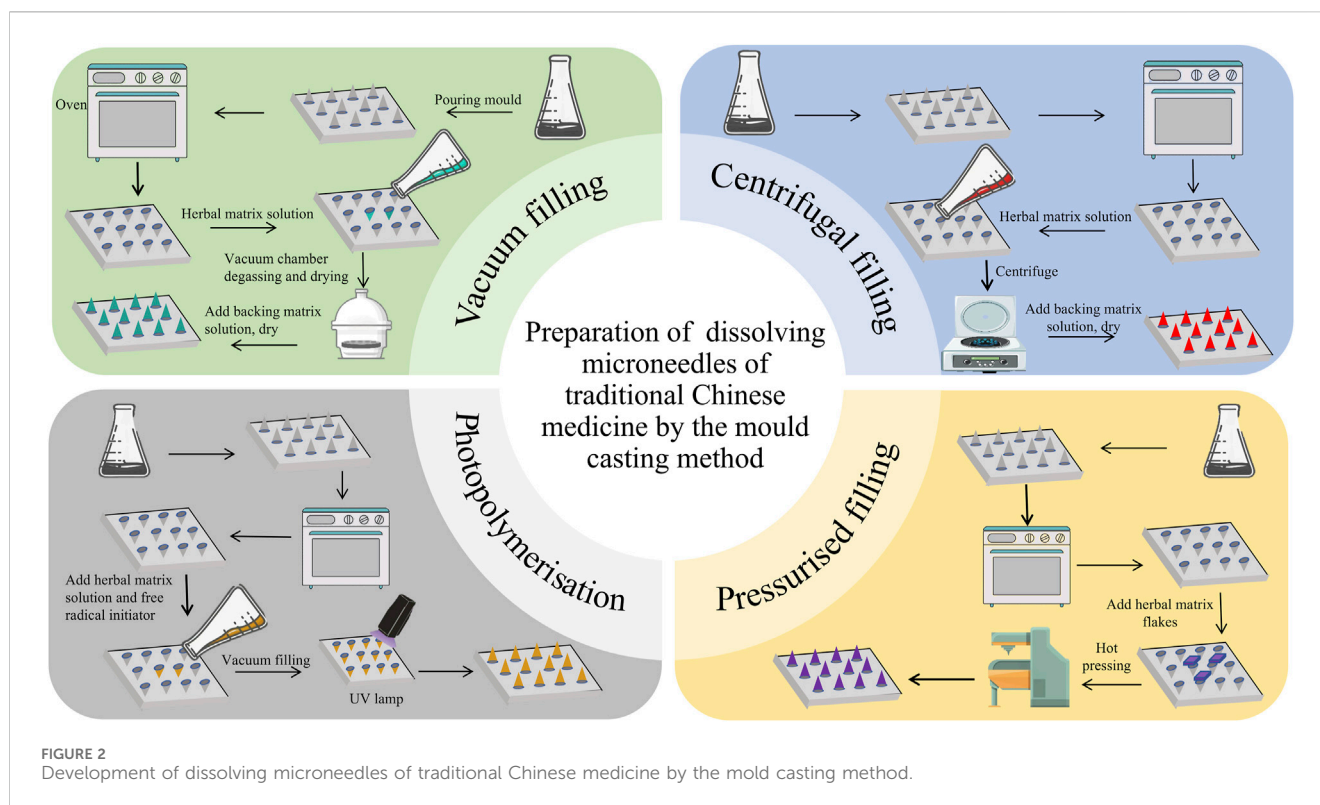 Oven
Pouring mould
Herbal matrix solution
Vacuum chamber
degassing and drying
Add backing matrix
solution, dry
Vacuum filling
Centrifugal filling
Herbal matrix solution
Centrifuge
Add backing matrix
solution, dry
Preparation of dissolving
microneedles of
traditional Chinese
medicine by the mould
casting method
Photopolymerisation
Add herbal matrix
solution and free
radical initiator
Vacuum filling
UV lamp
Pressurised filling
Add herbal matrix
flakes
Hot
pressing
FIGURE 2
Development of dissolving microneedles of traditional Chinese medicine by the mold casting method.